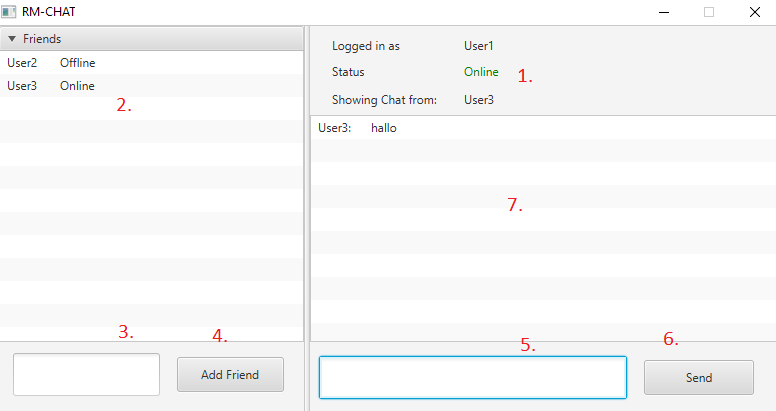 RM-CHAT
Friends
User2 Offline
User3 Online
2.
3.
4.
Add Friend
Logged in as User1
Status Online 1.
Showing Chat from: User3
User3: hallo
7.
5.
6.
Send